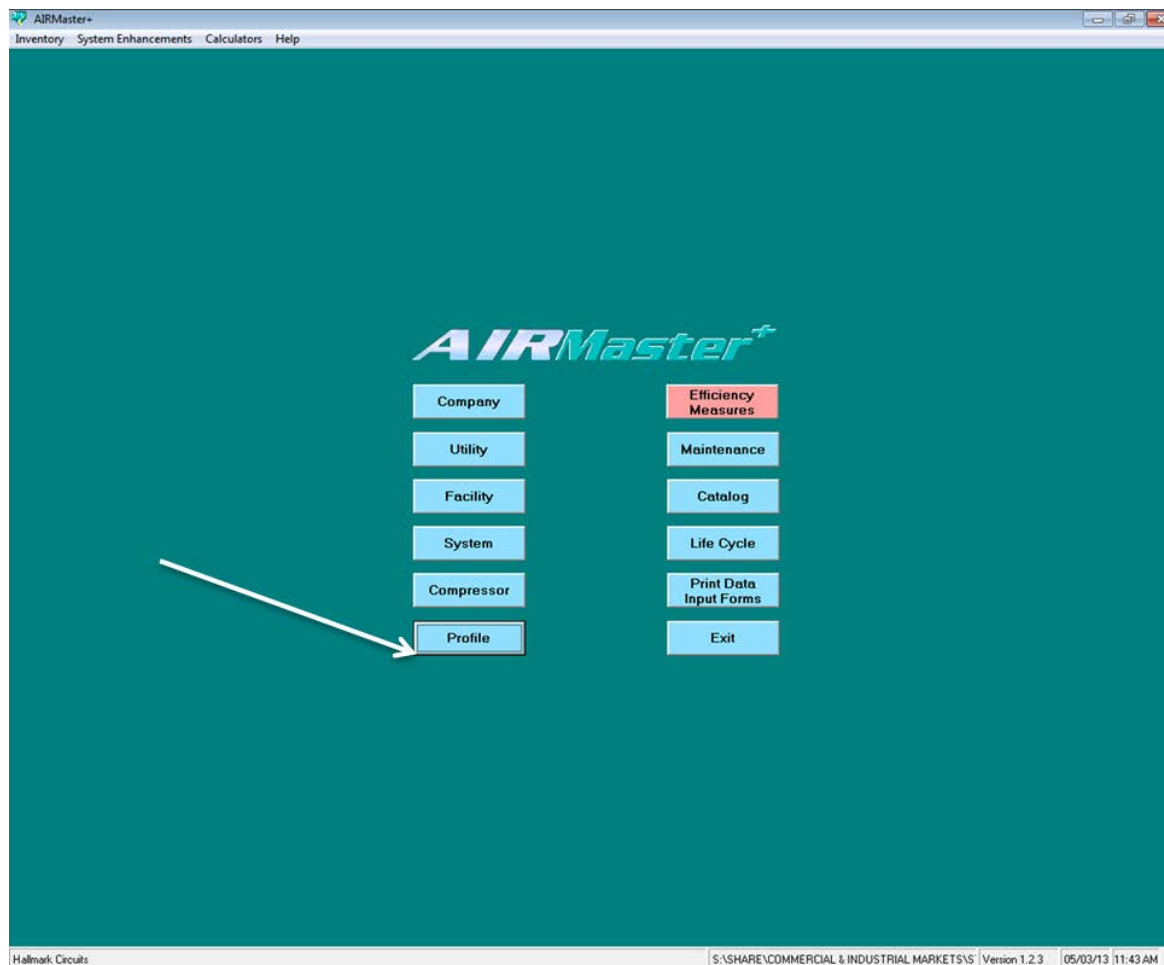 AIRMaster+
Inventory System Enhancements Calculators Help
AIRMaster+
Company
Efficiency
Measures
Utility
Maintenance
Facility
Catalog
System
Life Cycle
Compressor
Print Data
Input Forms
Profile
Exit
Hallmark Circuits S:\SHARE\COMMERCIAL & INDUSTRIAL MARKETS\S Version 1.2.3 05/03/13 11:43 AM